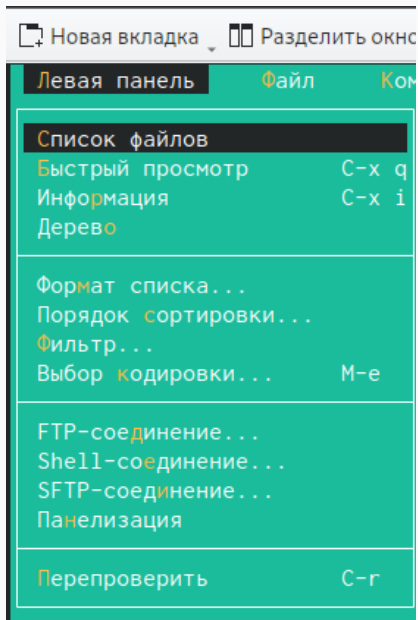 Новая вкладка Разделить окно
Левая панель Файл Ком
Список файлов
Быстрый просмотр C-x q
Информация C-x i
Дерево
Формат списка...
Порядок сортировки...
Фильтр...
Выбор кодировки... M-e
FTP-соединение...
Shell-соединение...
SFTP-соединение...
Панелизация
Перепроверить C-r